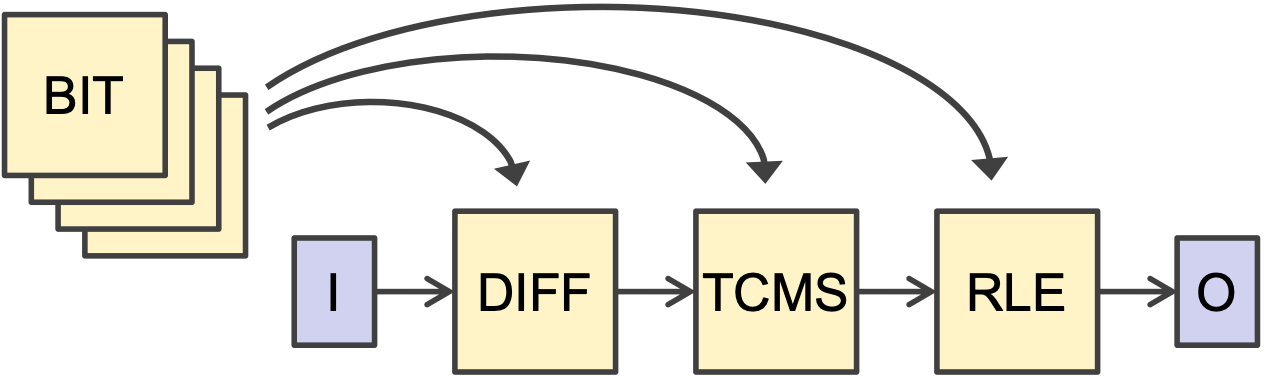 BIT
I DIFF TCMS RLE O